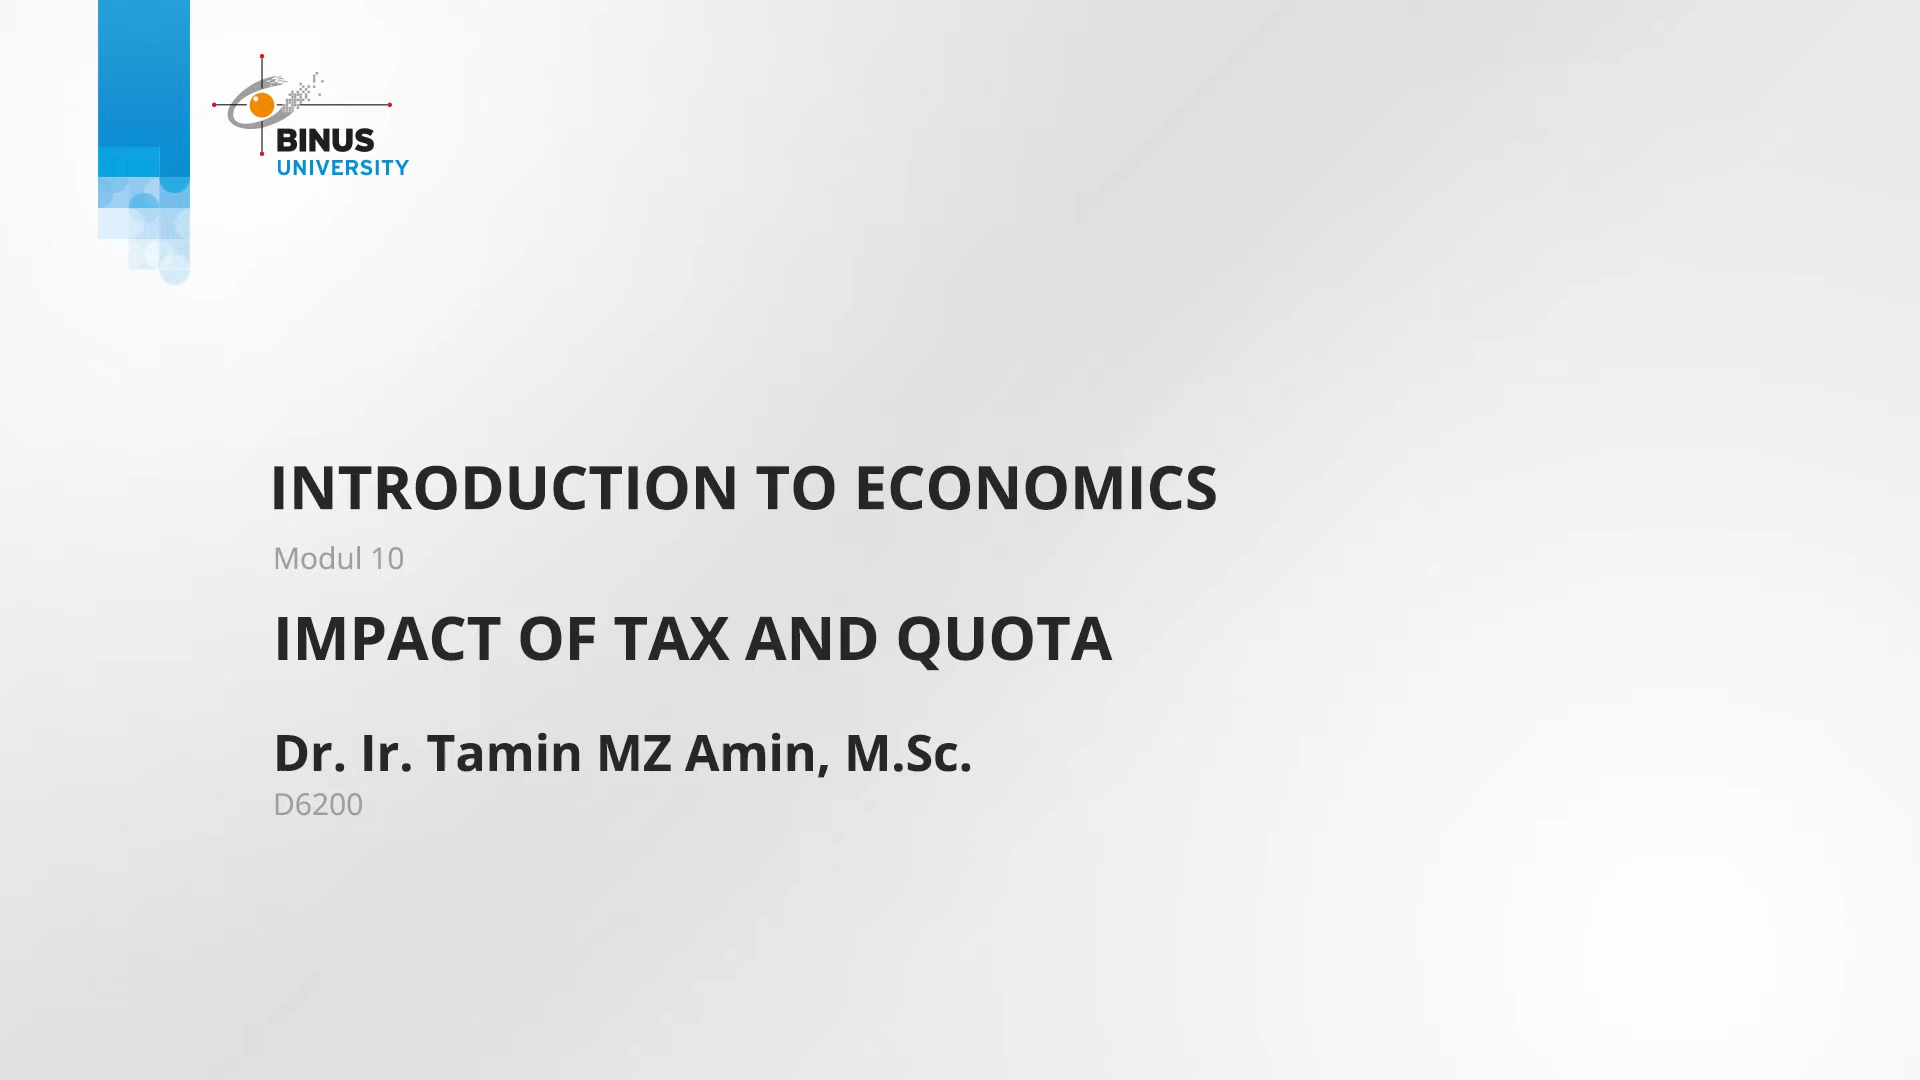 BINUS
UNIVERSITY
INTRODUCTION TO ECONOMICS
Modul 10
IMPACT OF TAX AND QUOTA
Dr. Ir. Tamin MZ Amin, M.Sc.
D6200